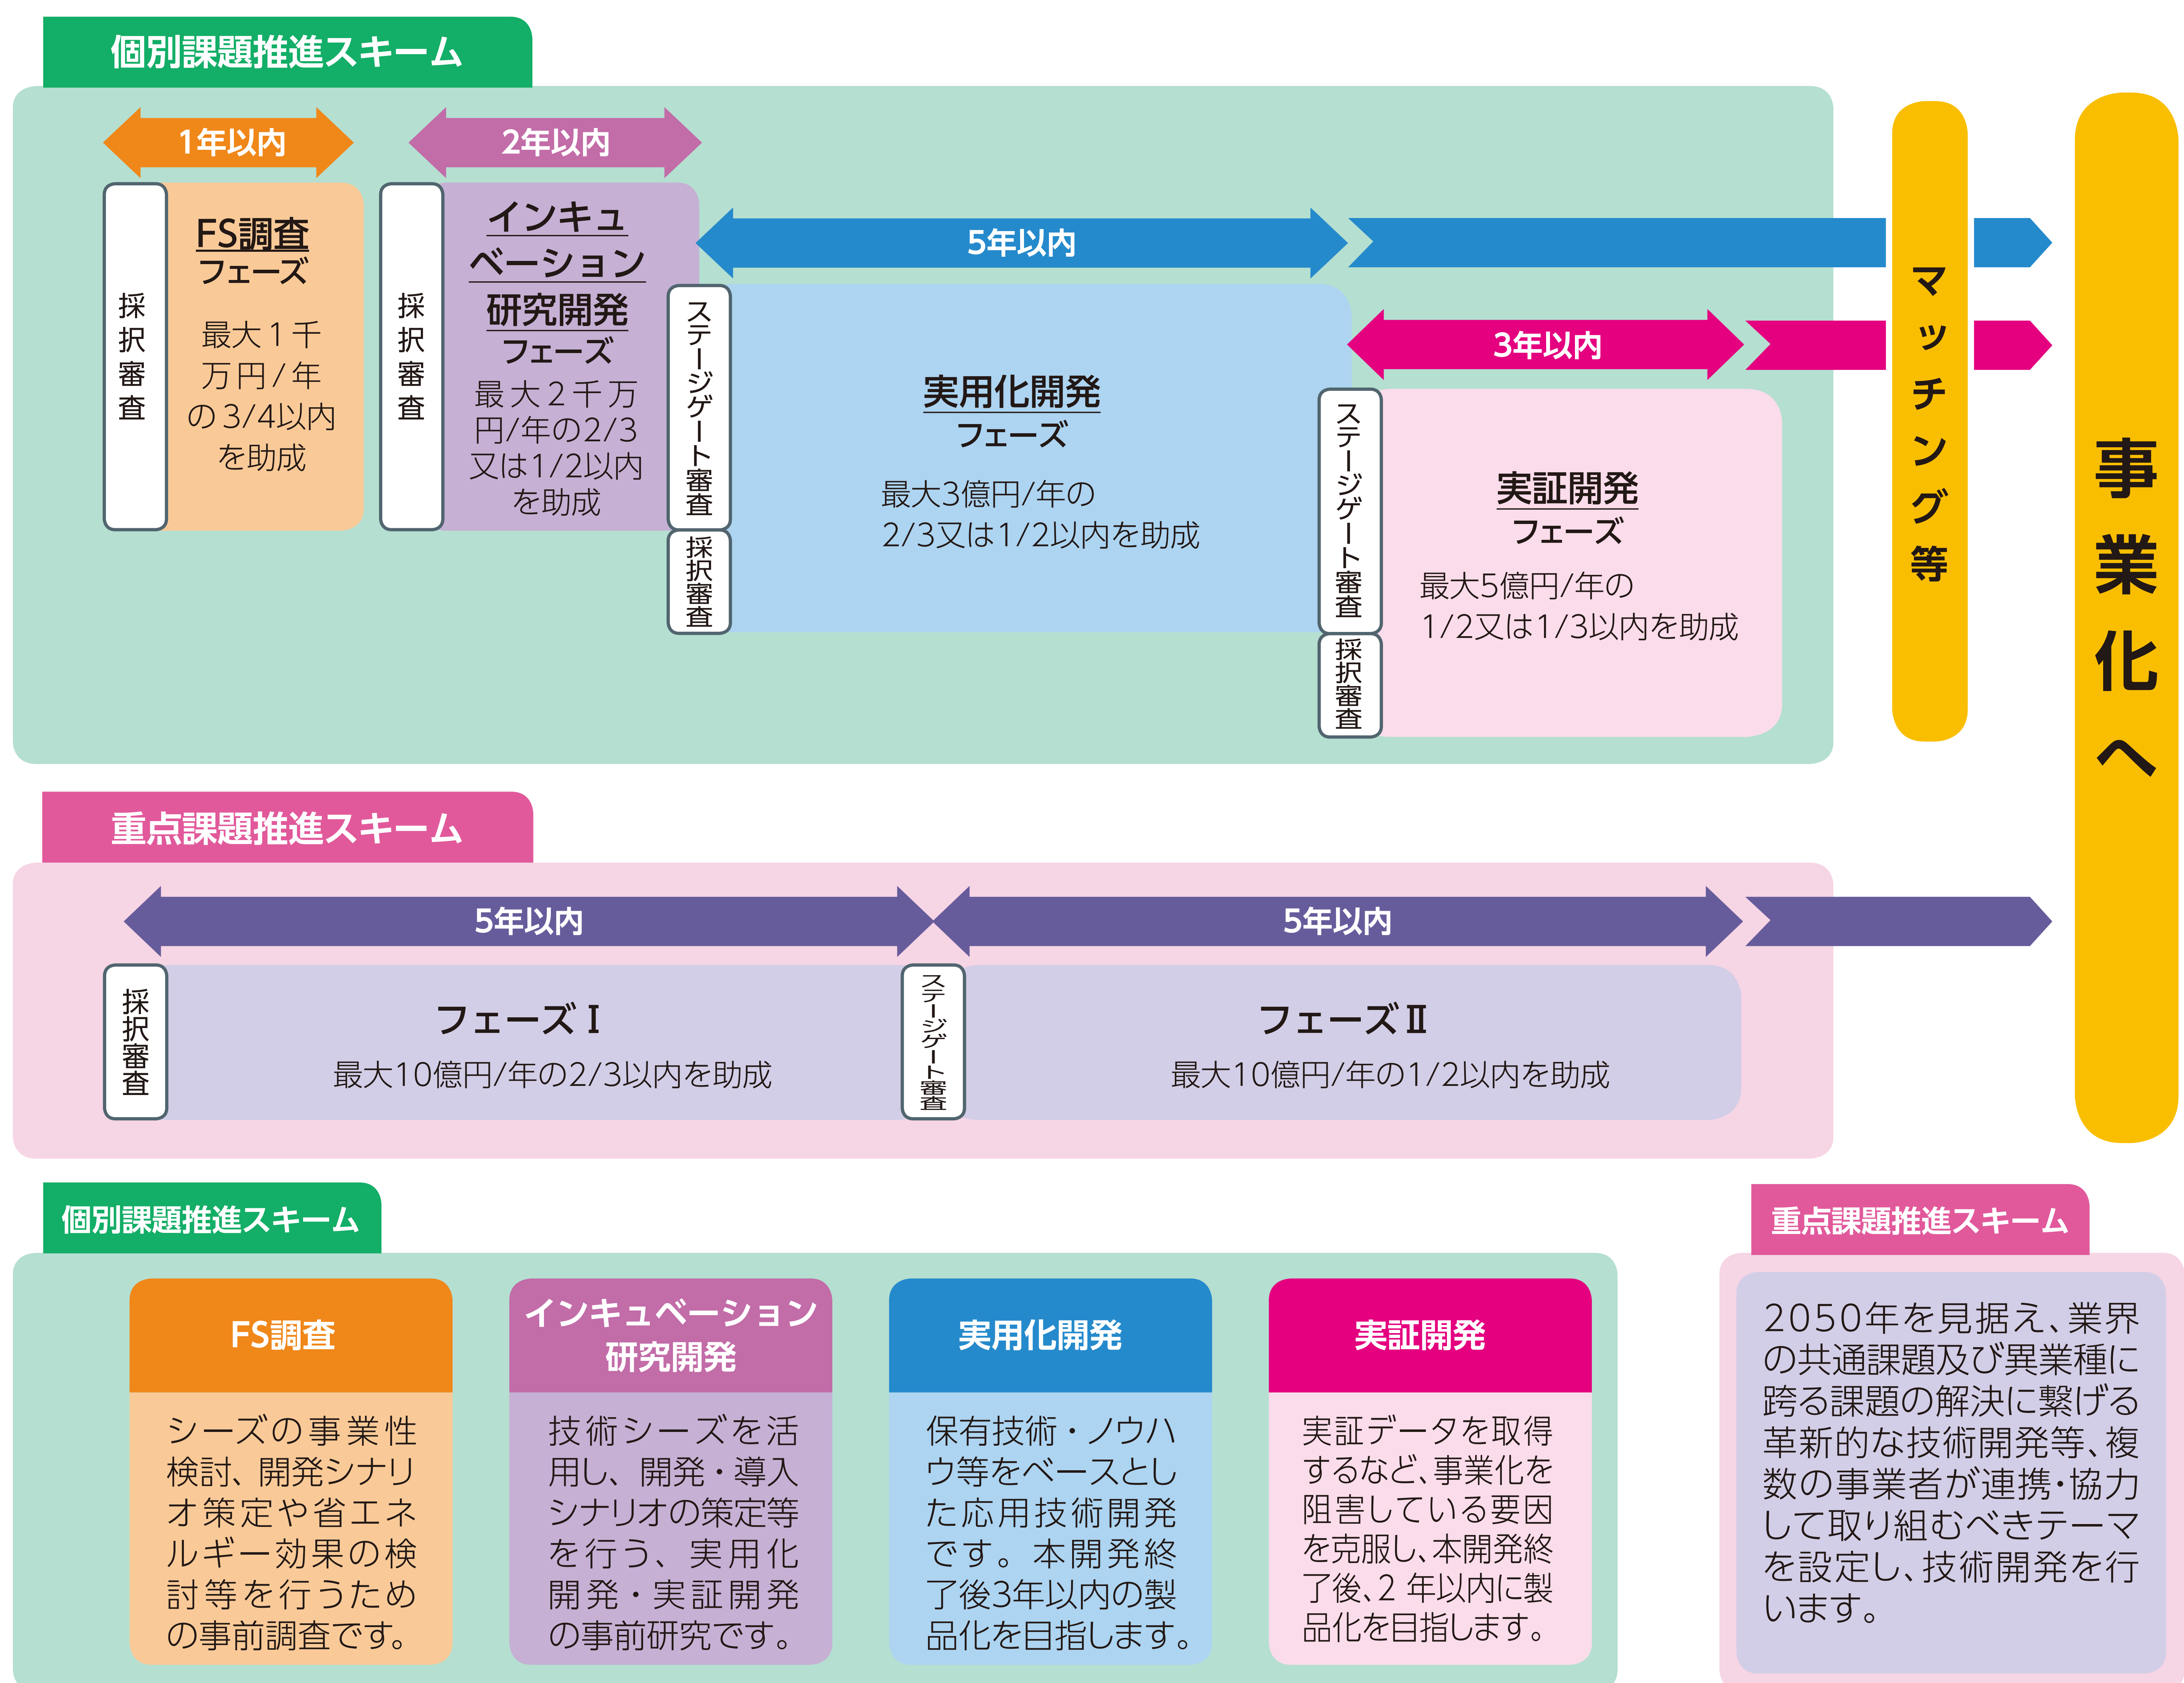 個別課題推進スキーム
1年以内
採択審査
FS調査
フェーズ
最大1千
万円/年
の3/4以内
を助成
2年以内
採択審査
インキュ
ベーション
研究開発
フェーズ
最大2千万
円/年の2/3
又は1/2以内
を助成
5年以内
ステージゲート審査
採択審査
実用化開発
フェーズ
最大3億円/年の
2/3又は1/2以内を助成
3年以内
ステージゲート審査
採択審査
実証開発
フェーズ
最大5億円/年の
1/2又は1/3以内を助成
マッチング等
事業化へ
重点課題推進スキーム
5年以内
採択審査
フェーズⅠ
最大10億円/年の2/3以内を助成
5年以内
ステージゲート審査
フェーズⅡ
最大10億円/年の1/2以内を助成
個別課題推進スキーム
FS調査
シーズの事業性
検討、開発シナリ
オ策定や省エネ
ルギー効果の検
討等を行うため
の事前調査です。
インキュベーション
研究開発
技術シーズを活
用し、開発・導入
シナリオの策定等
を行う、実用化
開発・実証開発
の事前研究です。
実用化開発
保有技術・ノウハ
ウ等をベースとし
た応用技術開発
です。本開発終
了後3年以内の製
品化を目指します。
実証開発
実証データを取得
するなど、事業化を
阻害している要因
を克服し、本開発終
了後、2年以内に製
品化を目指します。
重点課題推進スキーム
2050年を見据え、業界
の共通課題及び異業種に
跨る課題の解決に繋げる
革新的な技術開発等、複
数の事業者が連携・協力
して取り組むべきテーマ
を設定し、技術開発を行
います。